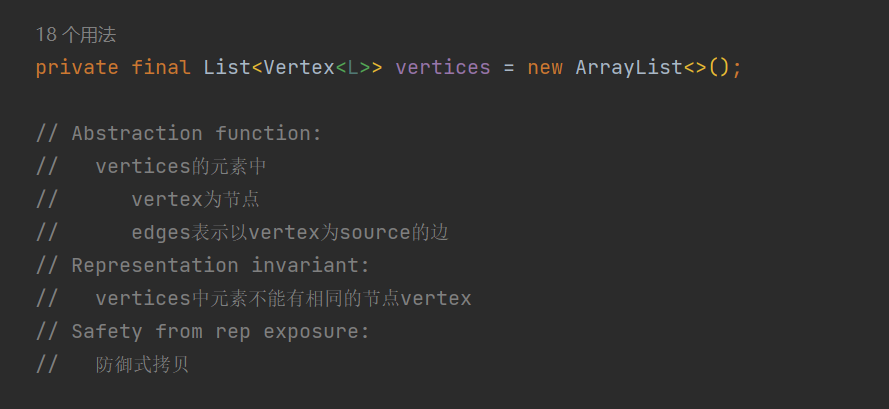 18 个用法
private final List<Vertex<L>> vertices = new ArrayList<>();
// Abstraction function:
//   vertices的元素中
//      vertex为节点
//      edges表示以vertex为source的边
// Representation invariant:
//   vertices中元素不能有相同的节点vertex
// Safety from rep exposure:
//   防御式拷贝